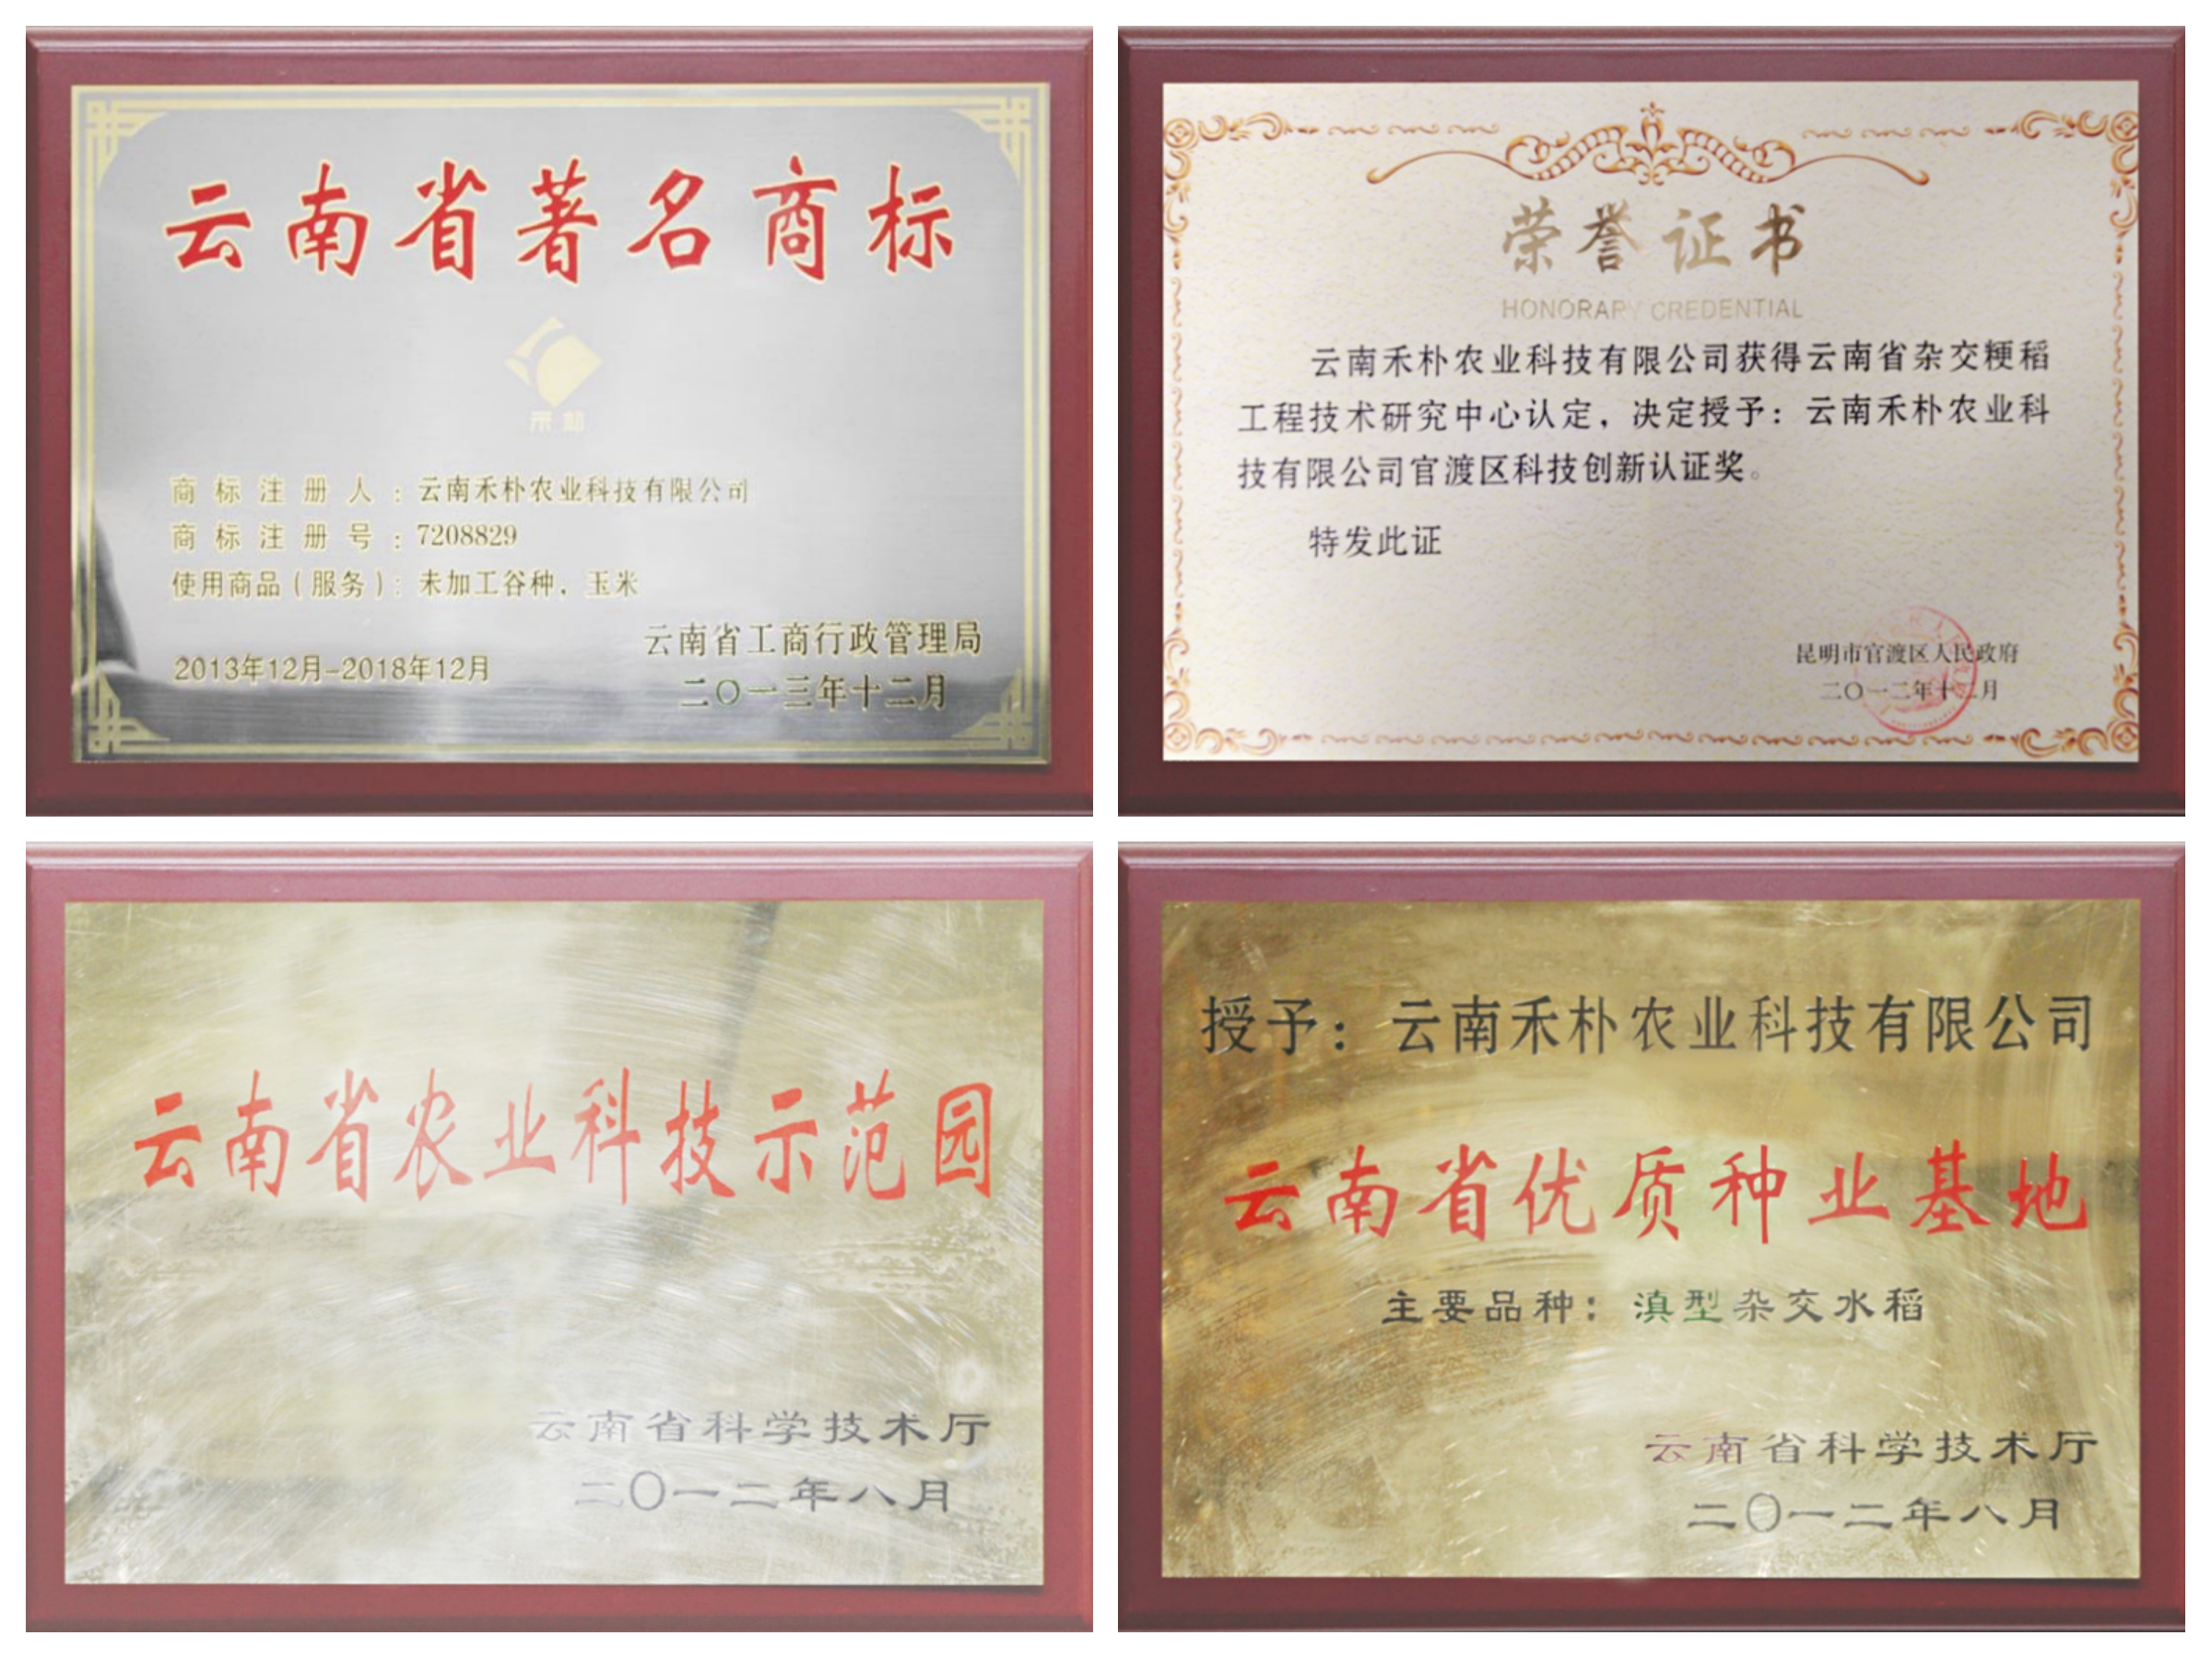 云南省著名商标
禾朴
商标注册人：云南禾朴农业科技有限公司
商标注册号：7208829
使用商品（服务）：未加工谷种，玉米
2013年12月-2018年12月
云南省工商行政管理局
二〇一三年十二月
荣誉证书
HONORARY CREDENTIAL
云南禾朴农业科技有限公司获得云南省杂交粳稻
工程技术研究中心认定，决定授予：云南禾朴农业科
技有限公司官渡区科技创新认证奖。
特发此证
昆明市官渡区人民政府
二〇一二年十二月
云南省农业科技示范园
云南省科学技术厅
二〇一二年八月
授予：云南禾朴农业科技有限公司
云南省优质种业基地
主要品种：滇型杂交水稻
云南省科学技术厅
二〇一二年八月